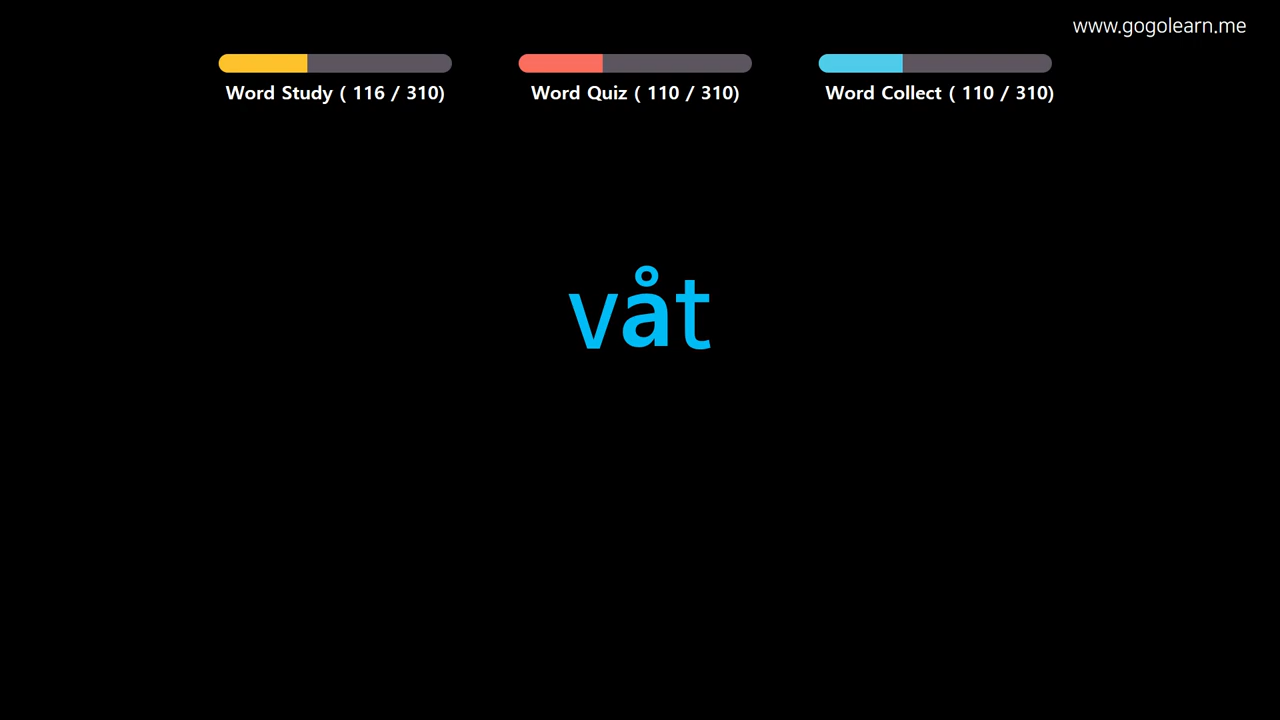 www.gogolearn.me
Word Study ( 116 / 310)
Word Quiz ( 110 / 310)
Word Collect ( 110 / 310)
våt